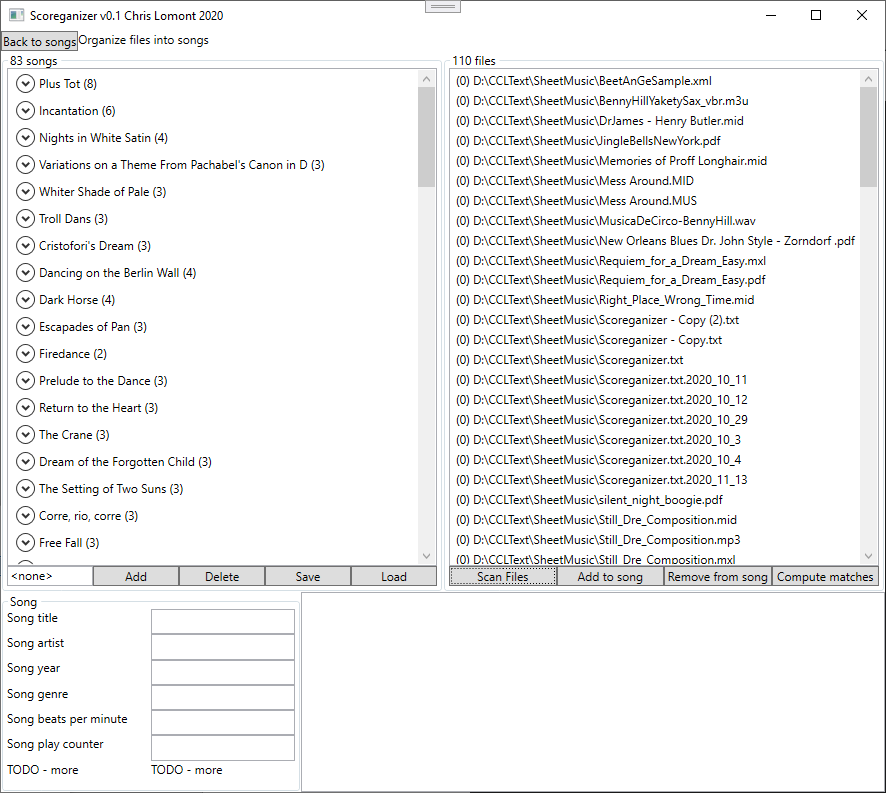 Scoreganizer v0.1 Chris Lomont 2020
Back to songs Organize files into songs
83 songs
Plus Tot (8)
Incantation (6)
Nights in White Satin (4)
Variations on a Theme From Pachabel's Canon in D (3)
Whiter Shade of Pale (3)
Troll Dans (3)
Cristofori's Dream (3)
Dancing on the Berlin Wall (4)
Dark Horse (4)
Escapades of Pan (3)
Firedance (2)
Prelude to the Dance (3)
Return to the Heart (3)
The Crane (3)
Dream of the Forgotten Child (3)
The Setting of Two Suns (3)
Corre, rio, corre (3)
Free Fall (3)
<none> Add Delete Save Load
110 files
(0) D:\CCLText\SheetMusic\BeetAnGeSample.xml
(0) D:\CCLText\SheetMusic\BennyHillYaketySax_vbr.m3u
(0) D:\CCLText\SheetMusic\DrJames - Henry Butler.mid
(0) D:\CCLText\SheetMusic\JingleBellsNewYork.pdf
(0) D:\CCLText\SheetMusic\Memories of Proff Longhair.mid
(0) D:\CCLText\SheetMusic\Mess Around.MID
(0) D:\CCLText\SheetMusic\Mess Around.MUS
(0) D:\CCLText\SheetMusic\MusicaDeCirco-BennyHill.wav
(0) D:\CCLText\SheetMusic\New Orleans Blues Dr. John Style - Zorndorf .pdf
(0) D:\CCLText\SheetMusic\Requiem_for_a_Dream_Easy.mxl
(0) D:\CCLText\SheetMusic\Requiem_for_a_Dream_Easy.pdf
(0) D:\CCLText\SheetMusic\Right_Place_Wrong_Time.mid
(0) D:\CCLText\SheetMusic\Scoreganizer - Copy (2).txt
(0) D:\CCLText\SheetMusic\Scoreganizer - Copy.txt
(0) D:\CCLText\SheetMusic\Scoreganizer.txt
(0) D:\CCLText\SheetMusic\Scoreganizer.txt.2020_10_11
(0) D:\CCLText\SheetMusic\Scoreganizer.txt.2020_10_12
(0) D:\CCLText\SheetMusic\Scoreganizer.txt.2020_10_29
(0) D:\CCLText\SheetMusic\Scoreganizer.txt.2020_10_3
(0) D:\CCLText\SheetMusic\Scoreganizer.txt.2020_10_4
(0) D:\CCLText\SheetMusic\Scoreganizer.txt.2020_11_13
(0) D:\CCLText\SheetMusic\silent_night_boogie.pdf
(0) D:\CCLText\SheetMusic\Still_Dre_Composition.mid
(0) D:\CCLText\SheetMusic\Still_Dre_Composition.mp3
(0) D:\CCLText\SheetMusic\Still_Dre_Composition.mxl
Scan Files Add to song Remove from song Compute matches
Song
Song title
Song artist
Song year
Song genre
Song beats per minute
Song play counter
TODO - more TODO - more